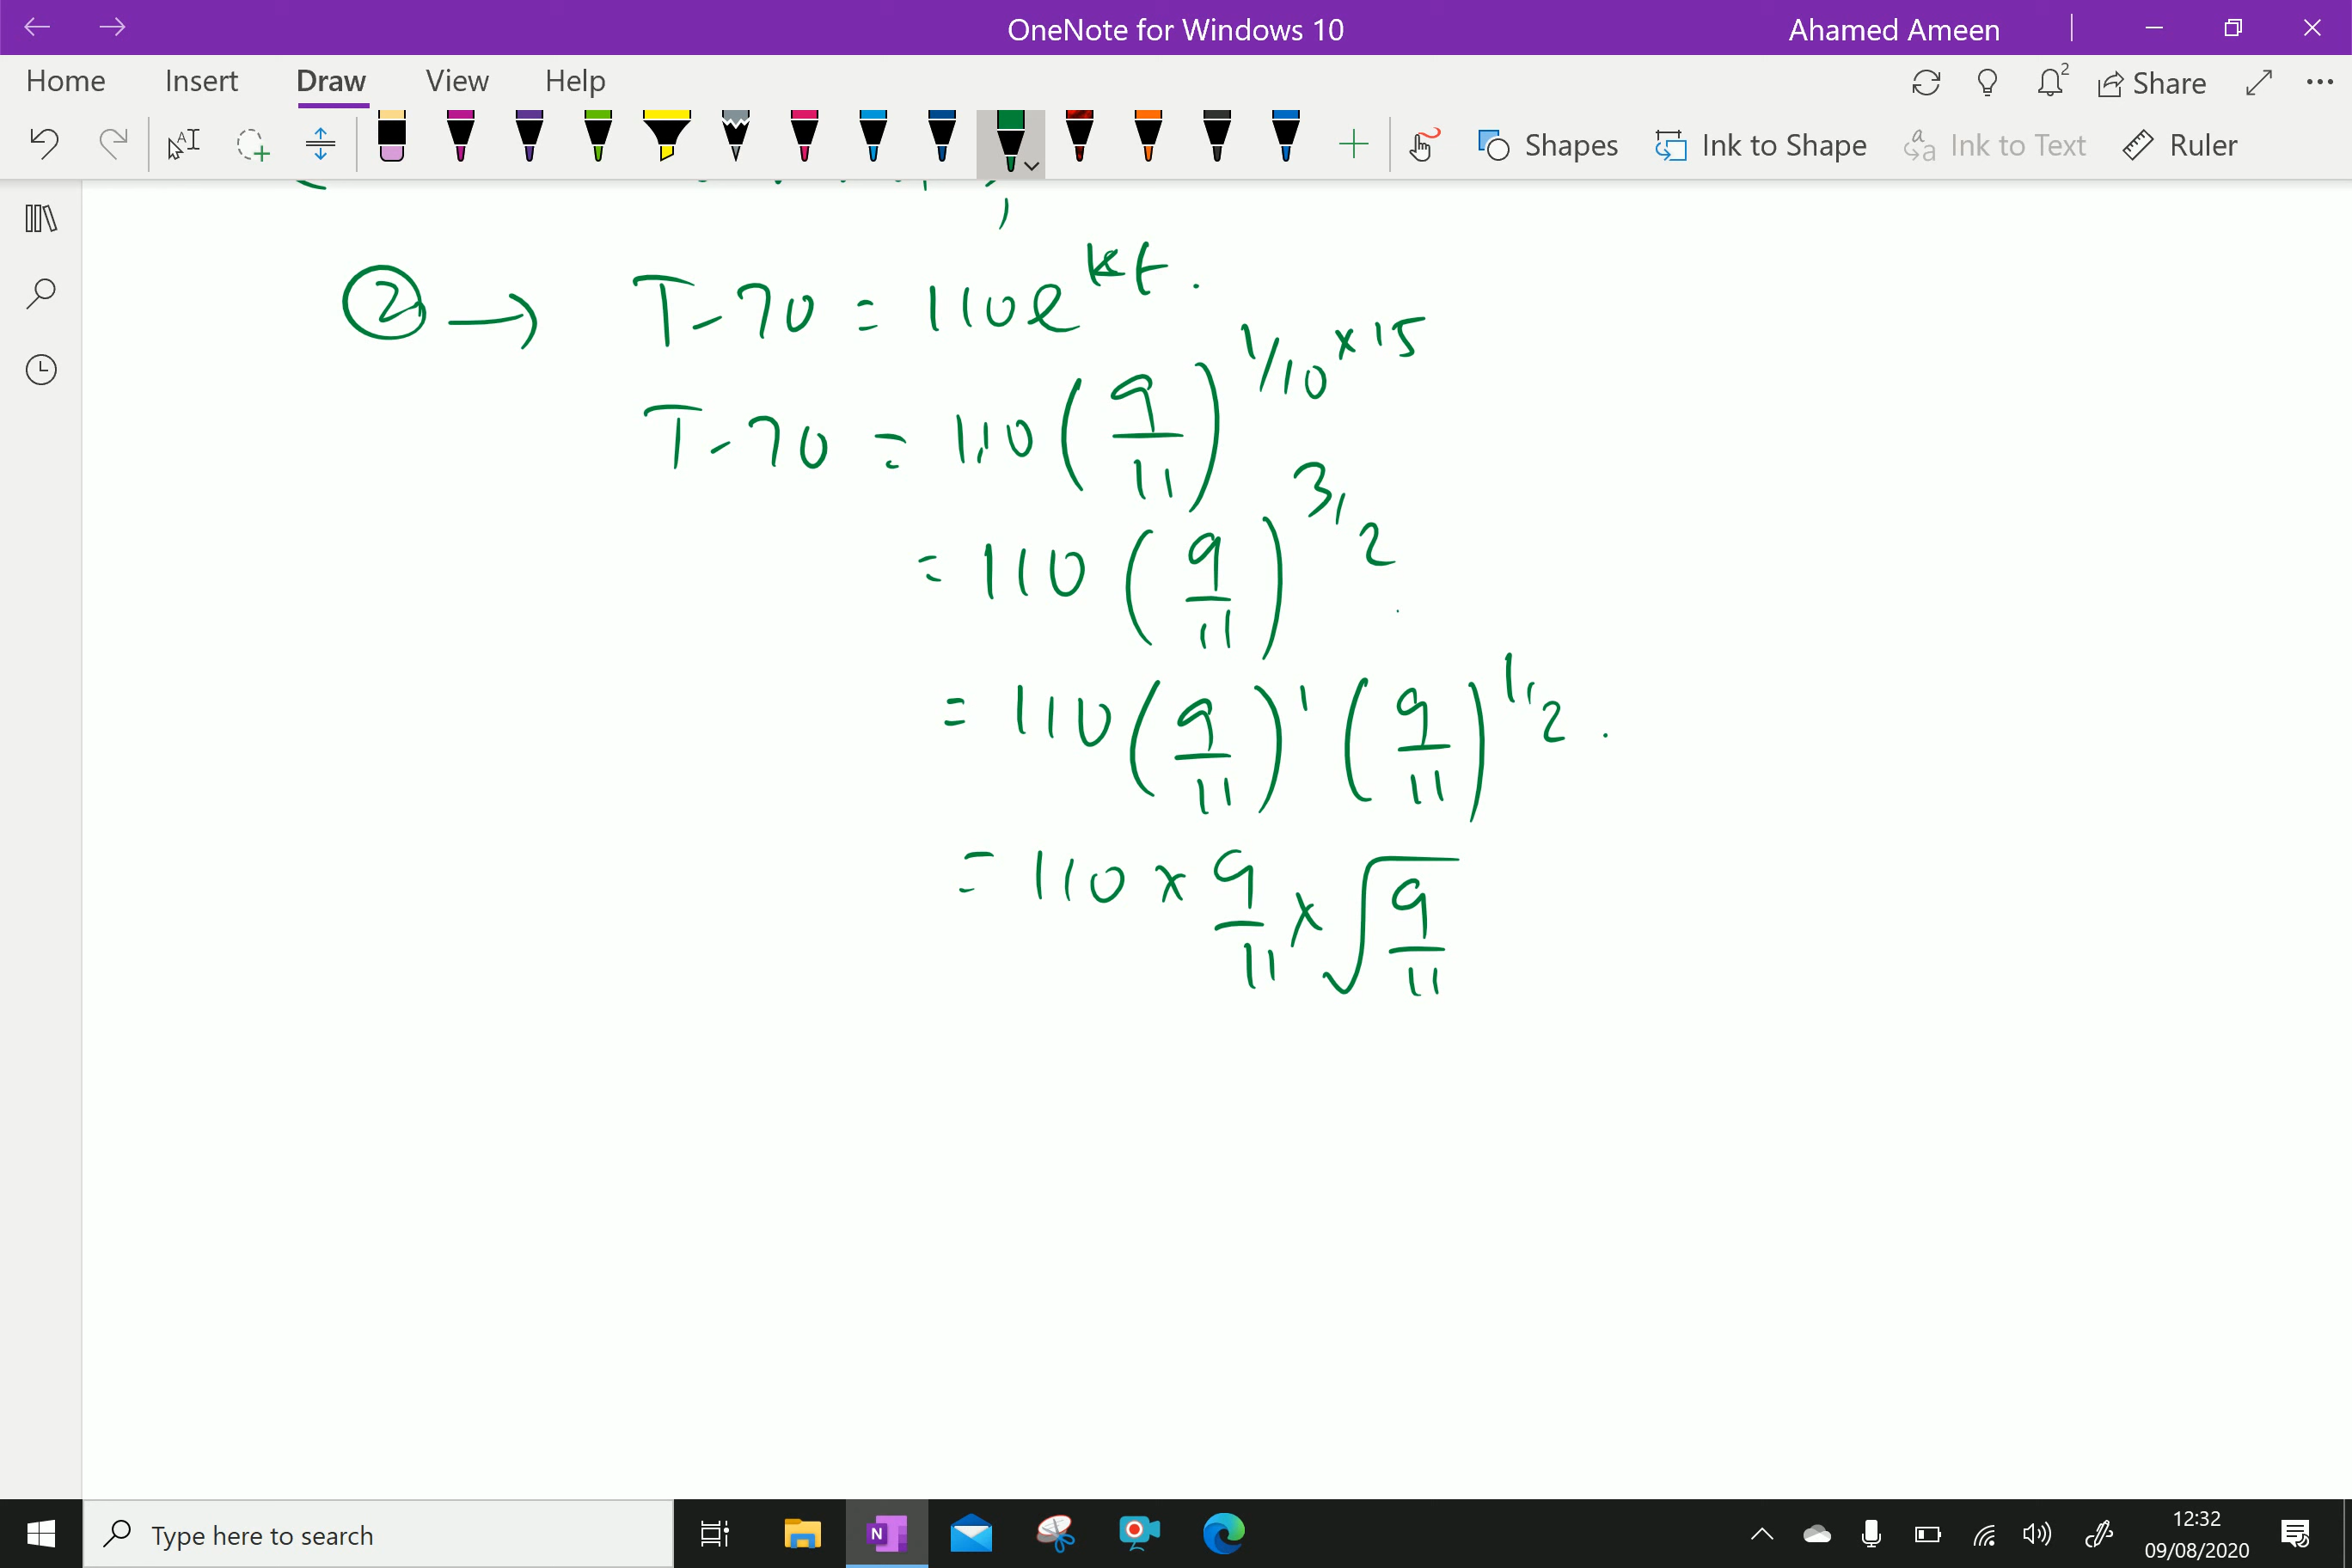 OneNote for Windows 10
Ahamed Ameen
Home Insert Draw View Help
2
Share
AI
Shapes
Ink to Shape
a a Ink to Text
Ruler
② → T-70 = 110e^kt.
T-70 = 110 (9/11)^1/10 × 15
= 110 (9/11)^3/2
= 110 (9/11)^1 (9/11)^1/2 .
= 110 × 9/11 × √9/11
Type here to search
N
12:32
09/08/2020